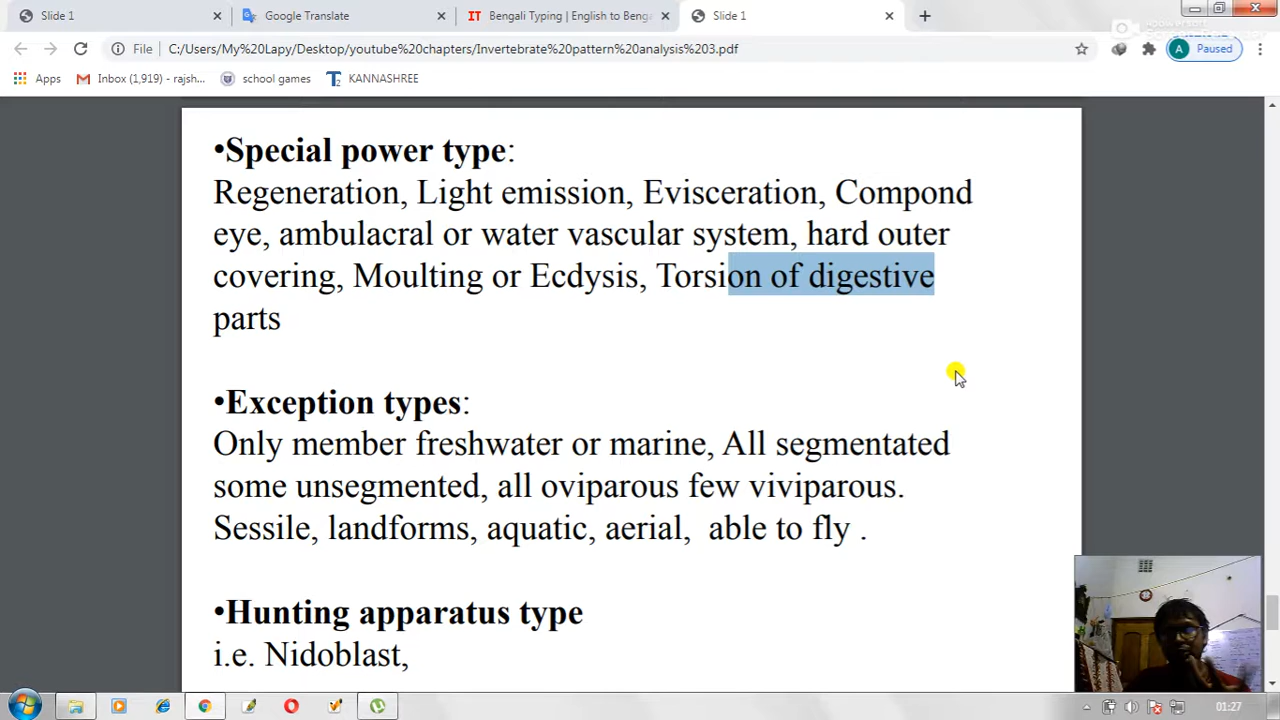 Slide 1
Google Translate
Bengali Typing | English to Beng
Slide 1
File
C:/Users/My%20Lapy/Desktop/youtube%20chapters/Invertebrate%20pattern%20analysis%203.pdf
A Paused
Apps
Inbox (1,919) - rajsh...
school games
KANNASHREE
•Special power type:
Regeneration, Light emission, Evisceration, Compond
eye, ambulacral or water vascular system, hard outer
covering, Moulting or Ecdysis, Torsion of digestive
parts
•Exception types:
Only member freshwater or marine, All segmentated
some unsegmented, all oviparous few viviparous.
Sessile, landforms, aquatic, aerial, able to fly .
•Hunting apparatus type
i.e. Nidoblast,
01:27